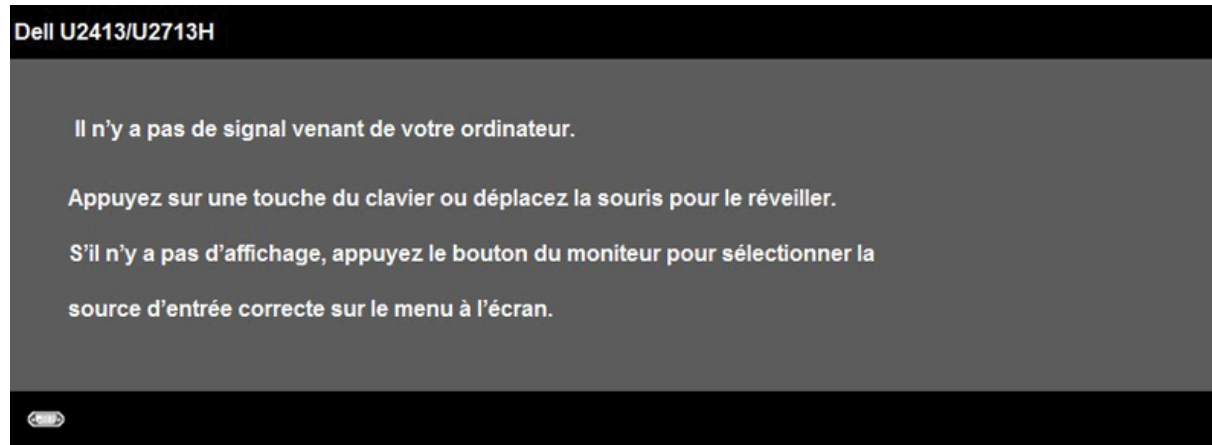 Dell U2413/U2713H
Il n’y a pas de signal venant de votre ordinateur.
Appuyez sur une touche du clavier ou déplacez la souris pour le réveiller.
S’il n’y a pas d’affichage, appuyez le bouton du moniteur pour sélectionner la
source d’entrée correcte sur le menu à l’écran.